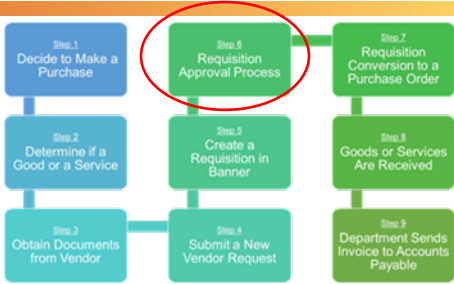 Step 1
Decide to Make a
Purchase
Step 2
Determine if a
Good or a Service
Step 3
Obtain Documents
from Vendor
Step 4
Submit a New
Vendor Request
Step 5
Create a
Requisition in
Banner
Step 6
Requisition
Approval Process
Step 7
Requisition
Conversion to a
Purchase Order
Step 8
Goods or Services
Are Received
Step 9
Department Sends
Invoice to Accounts
Payable